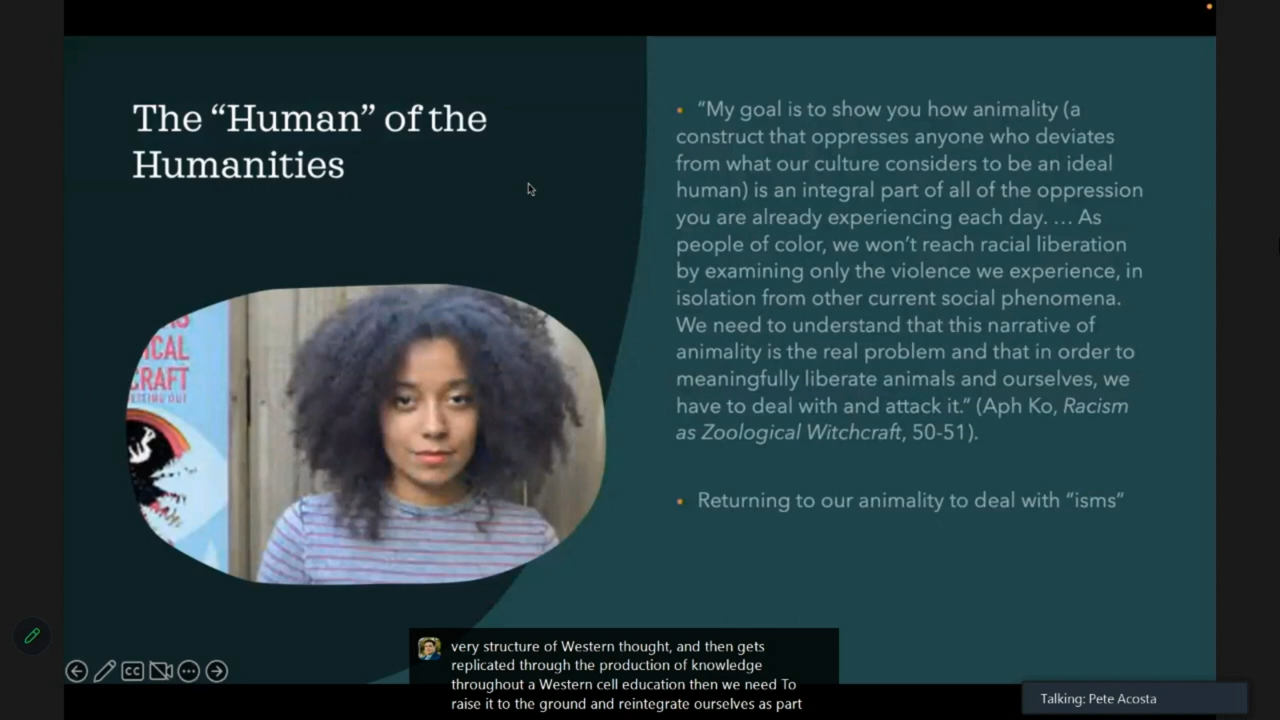 The “Human” of the
Humanities
• “My goal is to show you how animality (a
construct that oppresses anyone who deviates
from what our culture considers to be an ideal
human) is an integral part of all of the oppression
you are already experiencing each day. … As
people of color, we won’t reach racial liberation
by examining only the violence we experience, in
isolation from other current social phenomena.
We need to understand that this narrative of
animality is the real problem and that in order to
meaningfully liberate animals and ourselves, we
have to deal with and attack it.” (Aph Ko, Racism
as Zoological Witchcraft, 50-51).
• Returning to our animality to deal with “isms”
ICAL
CRAFT
very structure of Western thought, and then gets
replicated through the production of knowledge
throughout a Western cell education then we need To
raise it to the ground and reintegrate ourselves as part
CC
Talking: Pete Acosta